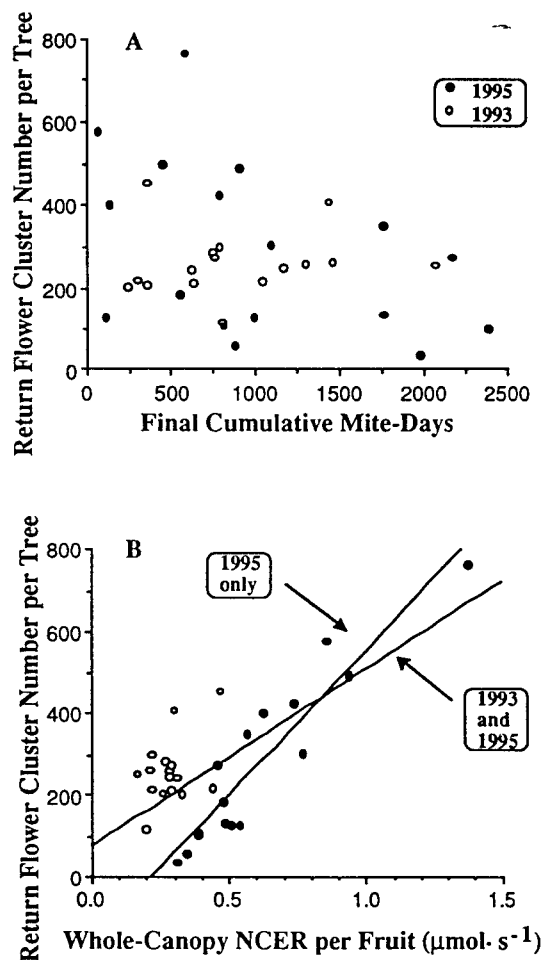 A
Return Flower Cluster Number per Tree
800
600
400
200
0
1995
1993
0 500 1000 1500 2000 2500
Final Cumulative Mite-Days
B
Return Flower Cluster Number per Tree
800
600
400
200
0
1995
only
1993
and
1995
0.0 0.5 1.0 1.5
Whole-Canopy NCER per Fruit (µmol· s-1)